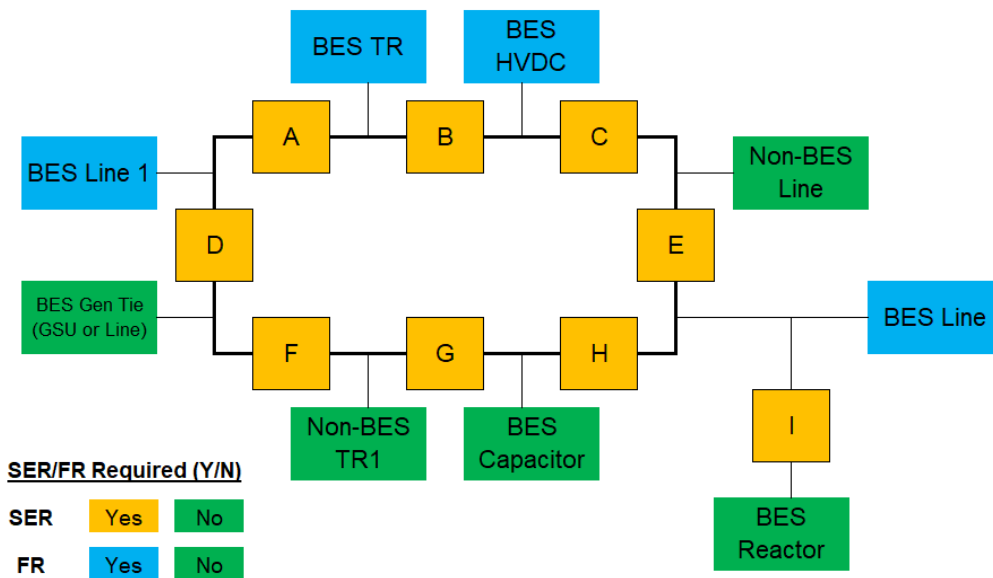 BES TR
BES
HVDC
A
B
C
BES Line 1
Non-BES
Line
D
E
BES Gen Tie
(GSU or Line)
BES Line
F
G
H
Non-BES
TR1
BES
Capacitor
I
SER/FR Required (Y/N)
SER Yes No
FR Yes No
BES
Reactor